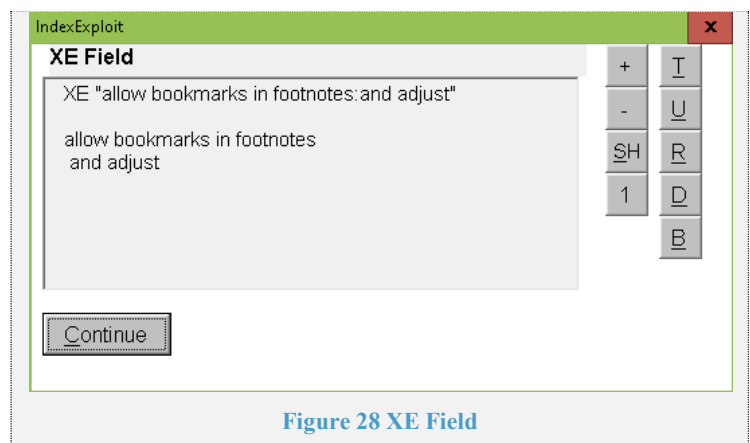 IndexExploit x
XE Field
XE "allow bookmarks in footnotes:and adjust"
allow bookmarks in footnotes
and adjust
+ T
- U
SH R
1 D
B
Continue
Figure 28 XE Field